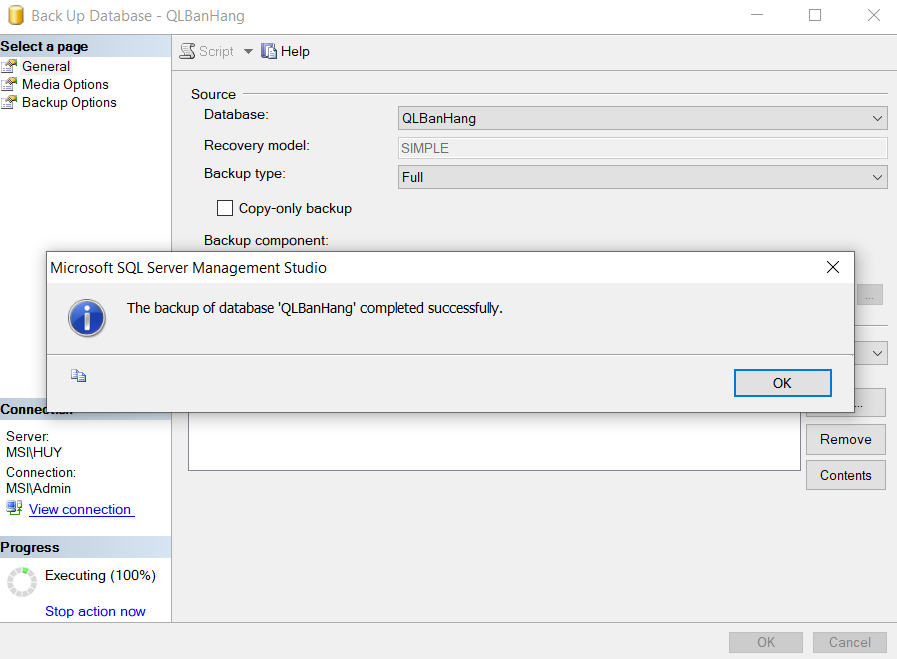 Back Up Database - QLBanHang
Select a page
General
Media Options
Backup Options
Script
Help
Source
Database:
QLBanHang
Recovery model:
SIMPLE
Backup type:
Full
Copy-only backup
Backup component:
...
Microsoft SQL Server Management Studio
The backup of database 'QLBanHang' completed successfully.
OK
...
Remove
Contents
Connection
Server:
MSI\HUY
Connection:
MSI\Admin
View connection
Progress
Executing (100%)
Stop action now
OK
Cancel